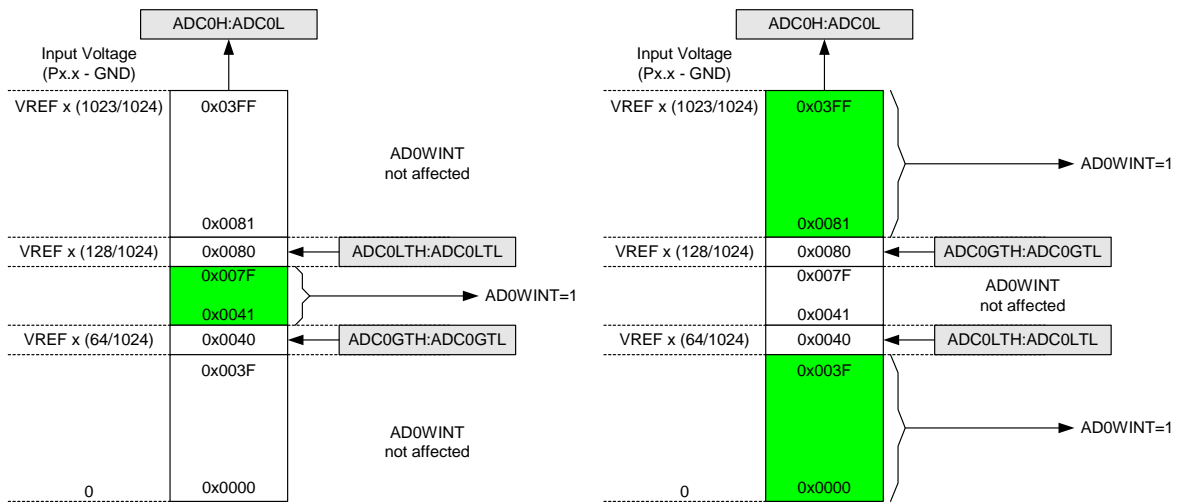 ADC0H:ADC0L
Input Voltage
(Px.x - GND)
VREF x (1023/1024)
0x03FF
AD0WINT
not affected
0x0081
VREF x (128/1024)
0x0080
ADC0LTH:ADC0LTL
0x007F
AD0WINT=1
0x0041
VREF x (64/1024)
0x0040
ADC0GTH:ADC0GTL
0x003F
AD0WINT
not affected
0
0x0000
ADC0H:ADC0L
Input Voltage
(Px.x - GND)
VREF x (1023/1024)
0x03FF
AD0WINT=1
0x0081
VREF x (128/1024)
0x0080
ADC0GTH:ADC0GTL
0x007F
AD0WINT
not affected
0x0041
VREF x (64/1024)
0x0040
ADC0LTH:ADC0LTL
0x003F
AD0WINT=1
0
0x0000